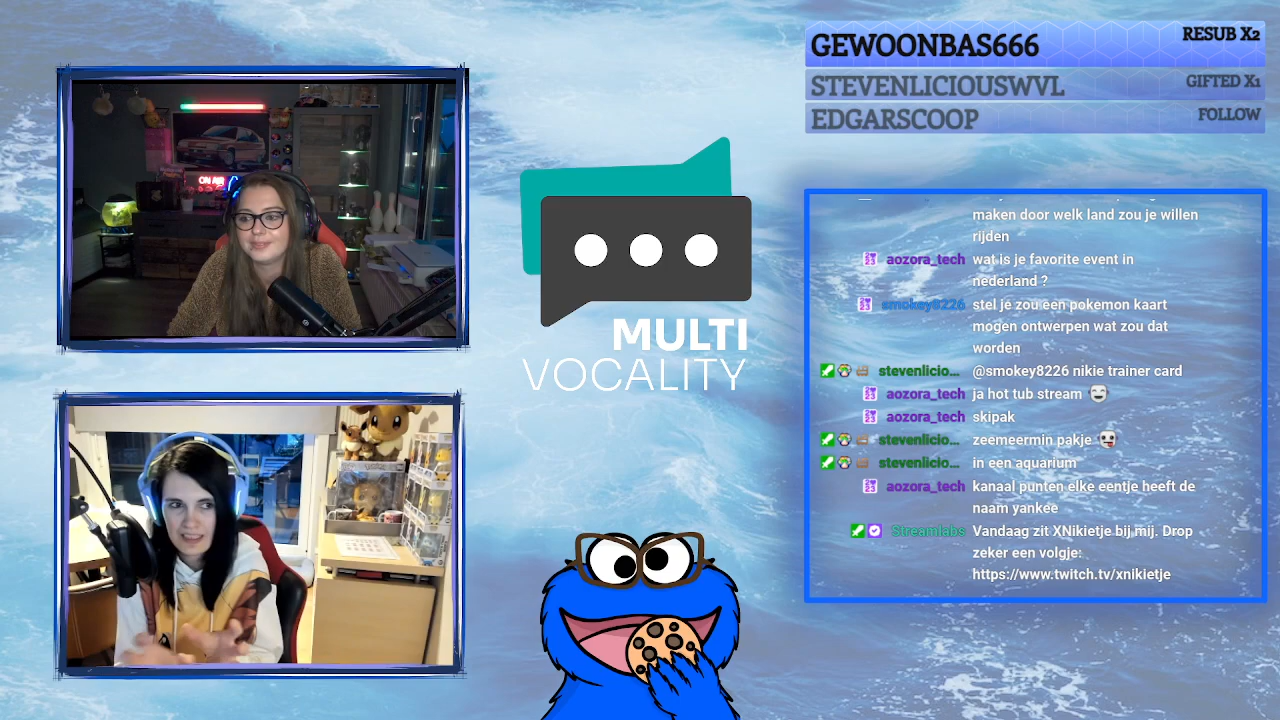 GEWOONBAS666 RESUB X2
STEVENLICIOUSWVL GIFTED X1
EDGARSCOOP FOLLOW
ON AIR
MULTI
VOCALITY
maken door welk land zou je willen
rijden
aozora_tech wat is je favorite event in
nederland ?
smokey8226 stel je zou een pokemon kaart
mogen ontwerpen wat zou dat
worden
stevenlicio... @smokey8226 nikie trainer card
aozora_tech ja hot tub stream
aozora_tech skipak
stevenlicio... zeemeermin pakje
stevenlicio... in een aquarium
aozora_tech kanaal punten elke eentje heeft de
naam yankee
Streamlabs Vandaag zit XNikietje bij mij. Drop
zeker een volgje:
https://www.twitch.tv/xnikietje